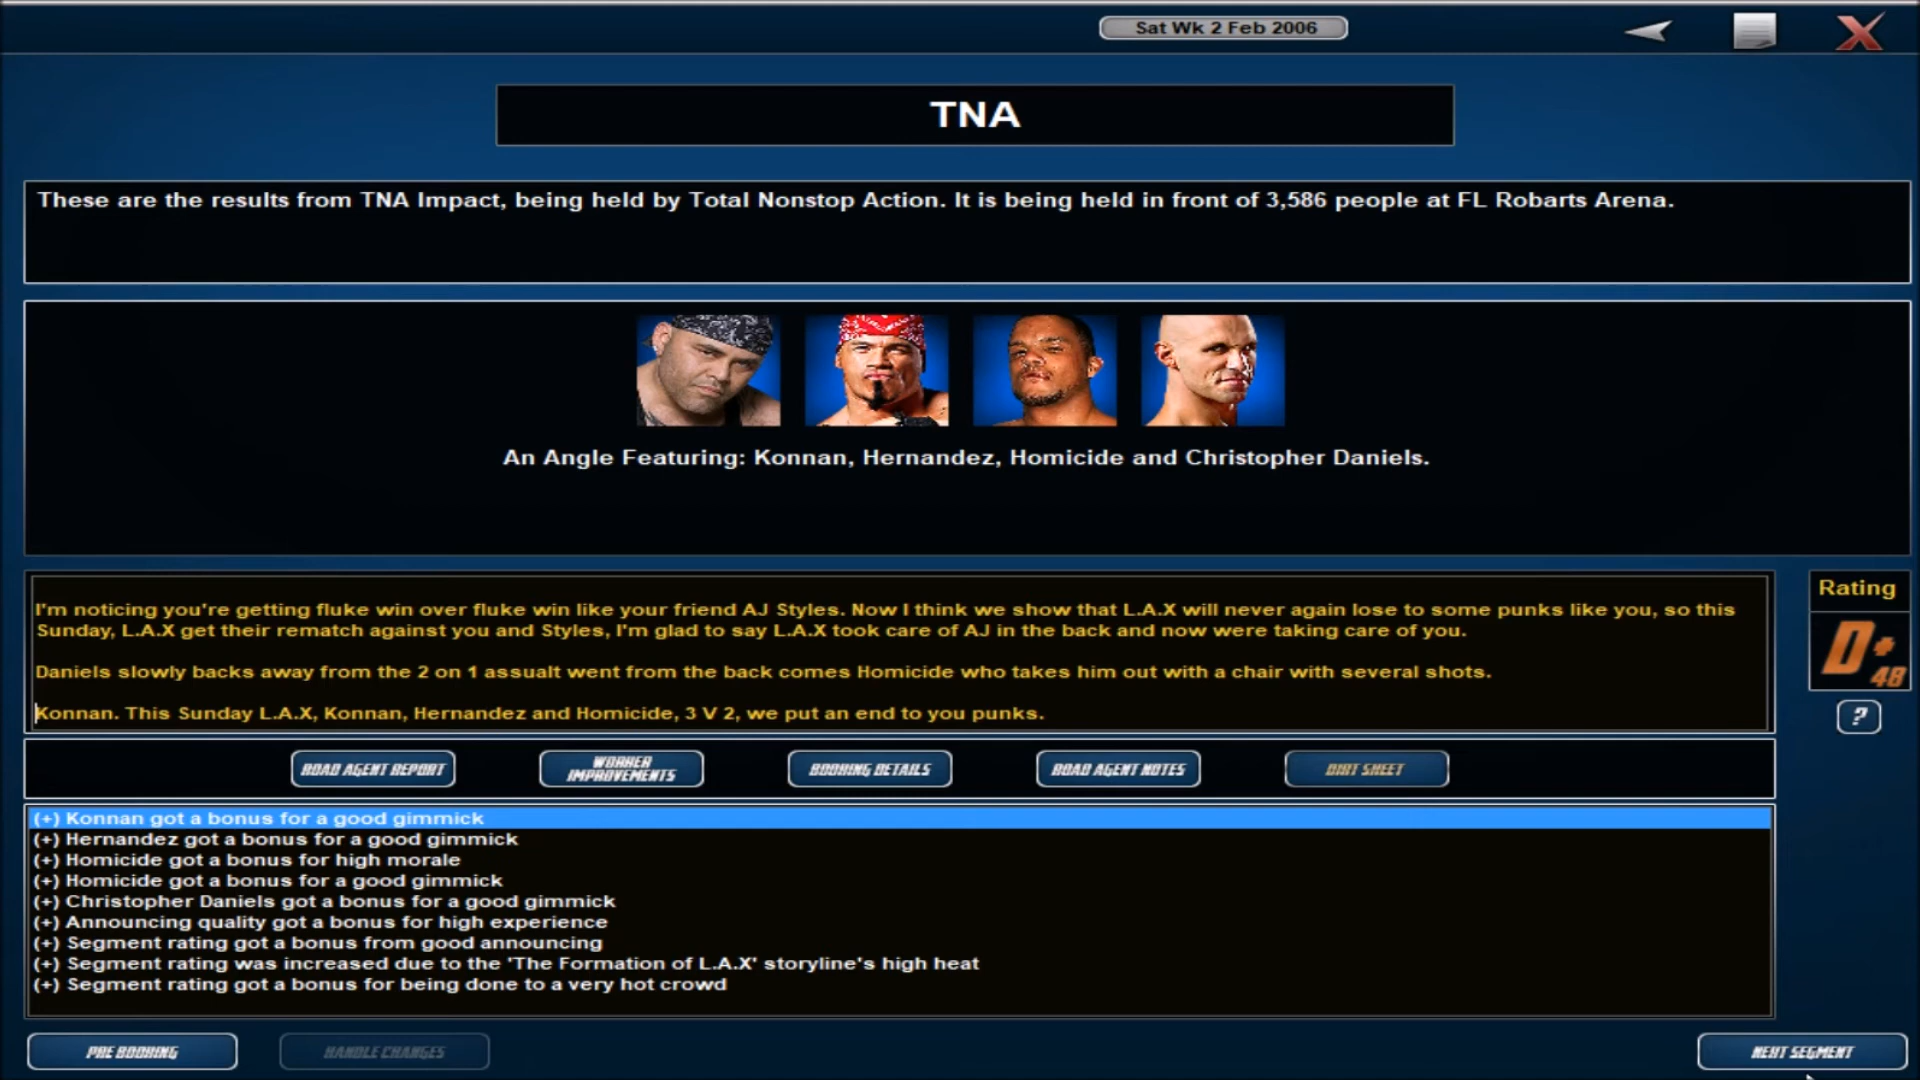 Sat Wk 2 Feb 2006
TNA
These are the results from TNA Impact, being held by Total Nonstop Action. It is being held in front of 3,586 people at FL Robarts Arena.
An Angle Featuring: Konnan, Hernandez, Homicide and Christopher Daniels.
I'm noticing you're getting fluke win over fluke win like your friend AJ Styles. Now I think we show that L.A.X will never again lose to some punks like you, so this
Sunday, L.A.X get their rematch against you and Styles, I'm glad to say L.A.X took care of AJ in the back and now were taking care of you.
Daniels slowly backs away from the 2 on 1 assualt went from the back comes Homicide who takes him out with a chair with several shots.
Konnan. This Sunday L.A.X, Konnan, Hernandez and Homicide, 3 V 2, we put an end to you punks.
Rating
D+
48
?
ROAD AGENT REPORT
WORKER
IMPROVEMENTS
BOOKING DETAILS
ROAD AGENT NOTES
DIRT SHEET
(+) Konnan got a bonus for a good gimmick
(+) Hernandez got a bonus for a good gimmick
(+) Homicide got a bonus for high morale
(+) Homicide got a bonus for a good gimmick
(+) Christopher Daniels got a bonus for a good gimmick
(+) Announcing quality got a bonus for high experience
(+) Segment rating got a bonus from good announcing
(+) Segment rating was increased due to the 'The Formation of L.A.X' storyline's high heat
(+) Segment rating got a bonus for being done to a very hot crowd
PRE BOOKING
HANDLE CHANGES
NEXT SEGMENT